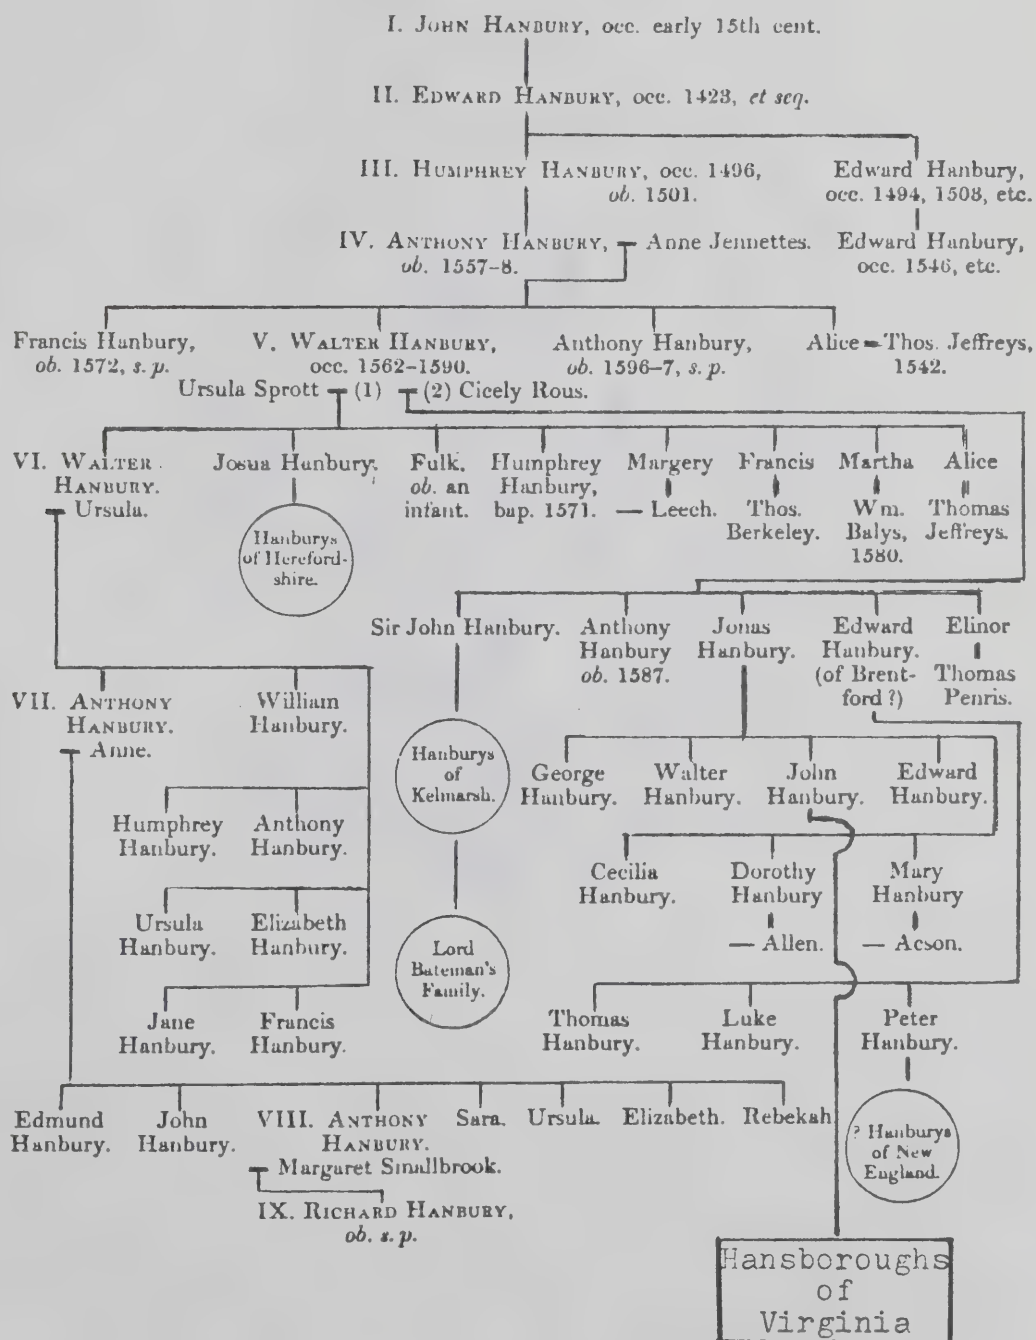 I. JOHN HANBURY, occ. early 15th cent.
II. EDWARD HANBURY, occ. 1423, et seq.
III. HUMPHREY HANBURY, occ. 1496,
ob. 1501.
Edward Hanbury,
occ. 1494, 1508, etc.
IV. ANTHONY HANBURY,
ob. 1557-8.
Anne Jennettes.
Edward Hanbury,
occ. 1546, etc.
Francis Hanbury,
ob. 1572, s. p.
V. WALTER HANBURY,
occ. 1562-1590.
Anthony Hanbury,
ob. 1596-7, s. p.
Alice = Thos. Jeffreys,
1542.
Ursula Sprott (1) (2) Cicely Rous.
VI. WALTER
HANBURY.
Ursula.
Josua Hanbury.
Fulk.
ob. an
infant.
Humphrey
Hanbury,
bap. 1571.
Margery
— Leech.
Francis
Thos.
Berkeley.
Martha
Wm.
Balys,
1580.
Alice
Thomas
Jeffreys.
Hanburys
of Hereford-
shire.
Sir John Hanbury.
Anthony
Hanbury
ob. 1587.
Jonas
Hanbury.
Edward
Hanbury.
(of Brent-
ford?)
Elinor
Thomas
Penris.
VII. ANTHONY
HANBURY.
Anne.
William
Hanbury.
Hanburys
of
Kelmarsh.
George
Hanbury.
Walter
Hanbury.
John
Hanbury.
Edward
Hanbury.
Humphrey
Hanbury.
Anthony
Hanbury.
Cecilia
Hanbury.
Dorothy
Hanbury
— Allen.
Mary
Hanbury
— Acson.
Ursula
Hanbury.
Elizabeth
Hanbury.
Lord
Bateman's
Family.
Jane
Hanbury.
Francis
Hanbury.
Thomas
Hanbury.
Luke
Hanbury.
Peter
Hanbury.
Edmund
Hanbury.
John
Hanbury.
VIII. ANTHONY
HANBURY.
Margaret Smallbrook.
Sara.
Ursula.
Elizabeth.
Rebekah
? Hanburys
of New
England.
IX. RICHARD HANBURY,
ob. s. p.
Hansboroughs
of
Virginia